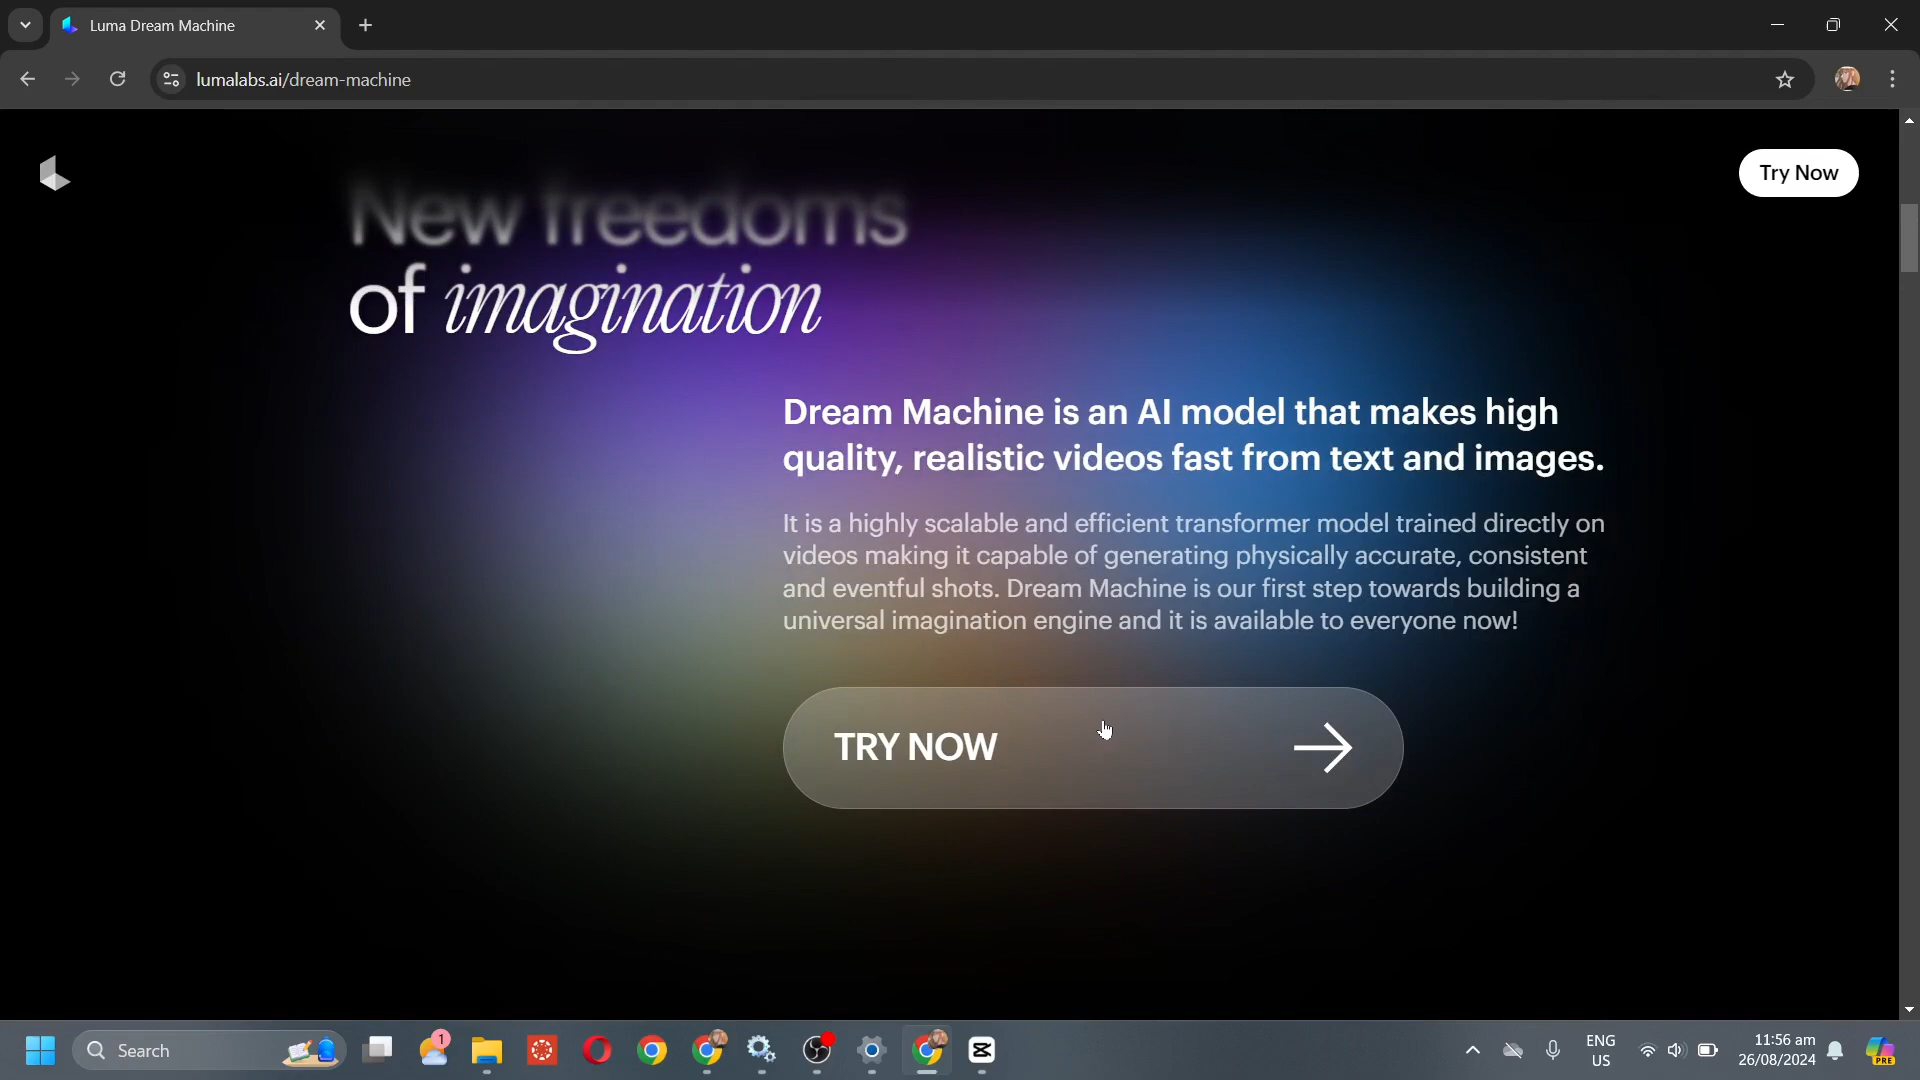 Luma Dream Machine
lumalabs.ai/dream-machine
Try Now
New freedoms
of imagination
Dream Machine is an AI model that makes high
quality, realistic videos fast from text and images.
It is a highly scalable and efficient transformer model trained directly on
videos making it capable of generating physically accurate, consistent
and eventful shots. Dream Machine is our first step towards building a
universal imagination engine and it is available to everyone now!
TRY NOW
Search
1
ENG
US
11:56 am
26/08/2024
PRE